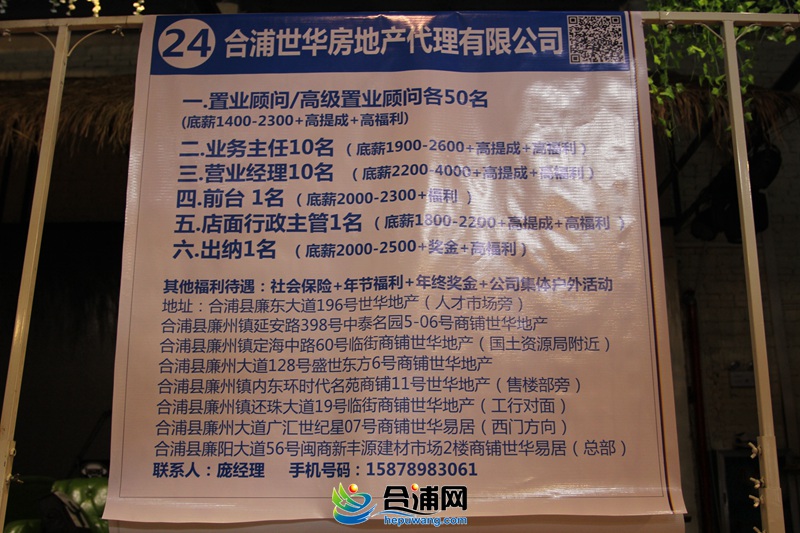 24 合浦世华房地产代理有限公司
一.置业顾问/高级置业顾问各50名
(底薪1400-2300+高提成+高福利)
二.业务主任10名 （底薪1900-2600+高提成+高福利）
三.营业经理10名 （底薪2200-4000+高提成+高福利）
四.前台 1名 （底薪2000-2300+福利 ）
五.店面行政主管1名 （底薪1800-2200+高提成+高福利 ）
六.出纳1名 （底薪2000-2500+奖金+高福利）
其他福利待遇：社会保险+年节福利+年终奖金+公司集体户外活动
地址：合浦县廉东大道196号世华地产（人才市场旁）
合浦县廉州镇延安路398号中泰名园5-06号商铺世华地产
合浦县廉州镇定海中路60号临街商铺世华地产（国土资源局附近）
合浦县廉州大道128号盛世东方6号商铺世华地产
合浦县廉州镇内东环时代名苑商铺11号世华地产（售楼部旁）
合浦县廉州镇还珠大道19号临街商铺世华地产（工行对面）
合浦县廉州大道广汇世纪星07号商铺世华易居（西门方向）
合浦县廉阳大道56号闽商新丰源建材市场2楼商铺世华易居（总部）
联系人：庞经理 手机号码：15878983061
合浦网
hepuwang.com